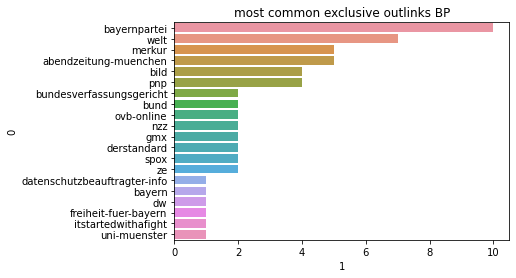 most common exclusive outlinks BP
bayernpartei
welt
merkur
abendzeitung-muenchen
bild
pnp
bundesverfassungsgericht
bund
ovb-online
nzz
gmx
derstandard
spox
ze
datenschutzbeauftragter-info
bayern
dw
freiheit-fuer-bayern
itstartedwithafight
uni-muenster
0
0 2 4 6 8 10
1